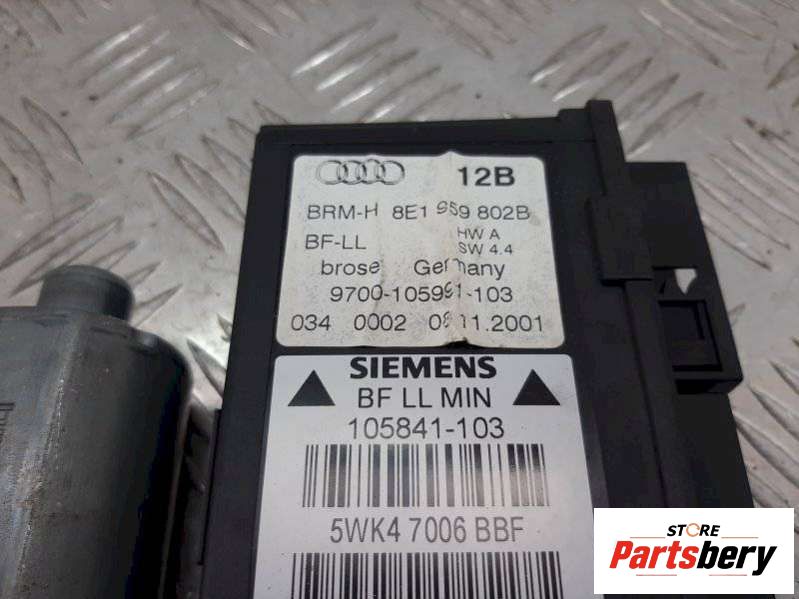 12B
BRM-H 8E1 959 802B
BF-LL HW A
SW 4.4
brose Germany
9700-105991-103
034 0002 .11.2001
SIEMENS
BF LL MIN
105841-103
5WK4 7006 BBF
STORE
Partsbery